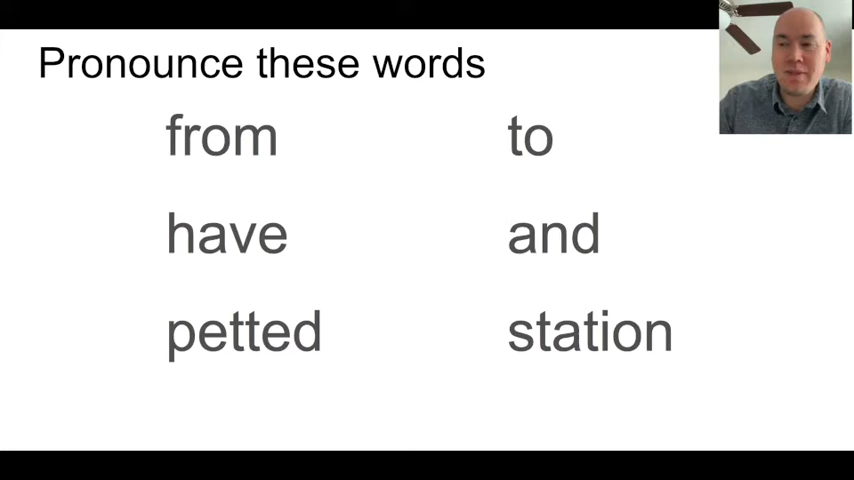 Pronounce these words
from to
have and
petted station